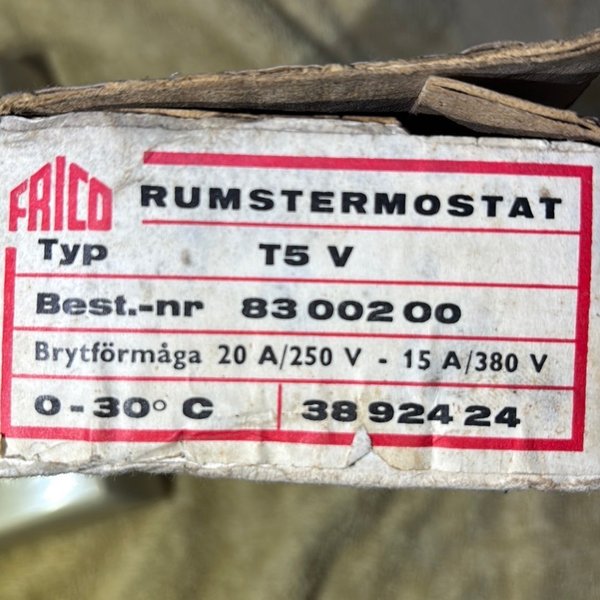 FRICO
RUMSTERMOSTAT
Typ T5 V
Best.-nr 83 002 00
Brytförmåga 20 A/250 V - 15 A/380 V
0-30° C 38 924 24